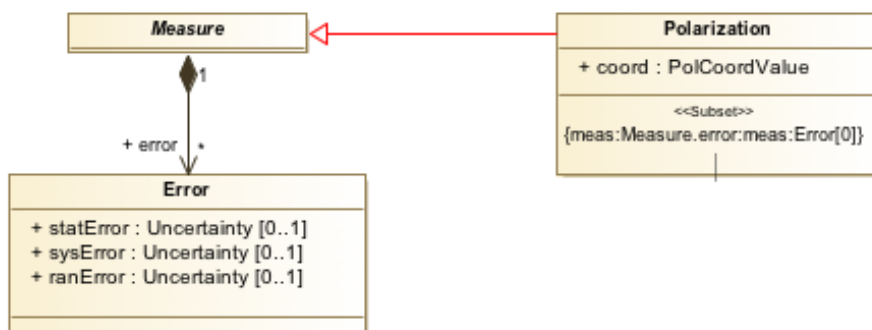 Measure
1
+ error
*
Error
+ statError : Uncertainty [0..1]
+ sysError : Uncertainty [0..1]
+ ranError : Uncertainty [0..1]
Polarization
+ coord : PolCoordValue
<<Subset>>
{meas:Measure.error:meas:Error[0]}